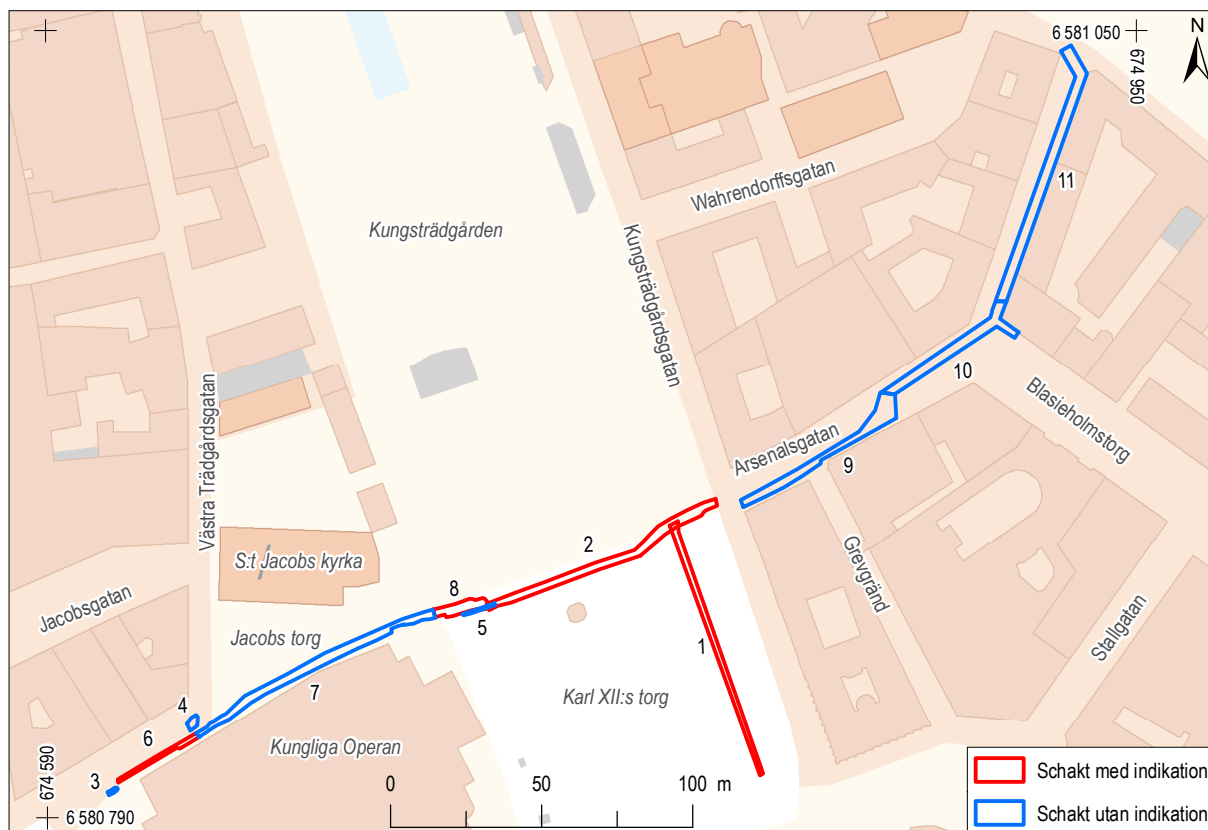 6 581 050
674 950
N
11
Wahrendorffsgatan
Kungsträdgården
Kungsträdgårdsgatan
10
Blasieholmstorg
Västra Trädgårdsgatan
Arsenalsgatan
9
2
S:t Jacobs kyrka
Grevgränd
8
Jacobsgatan
5
Stallgatan
Jacobs torg
1
7
Karl XII:s torg
4
6
Kungliga Operan
3
674 590
6 580 790
0 50 100 m
Schakt med indikation
Schakt utan indikation